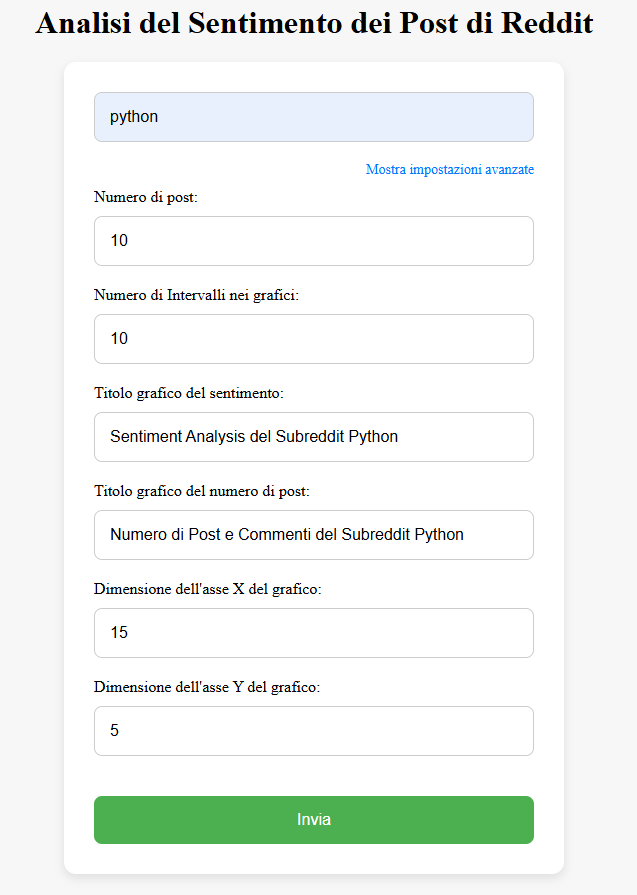 Analisi del Sentimento dei Post di Reddit
python
Mostra impostazioni avanzate
Numero di post:
10
Numero di Intervalli nei grafici:
10
Titolo grafico del sentimento:
Sentiment Analysis del Subreddit Python
Titolo grafico del numero di post:
Numero di Post e Commenti del Subreddit Python
Dimensione dell'asse X del grafico:
15
Dimensione dell'asse Y del grafico:
5
Invia